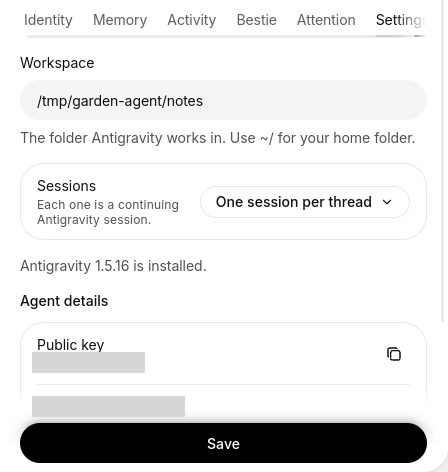 Identity Memory Activity Bestie Attention Settings
Workspace
/tmp/garden-agent/notes
The folder Antigravity works in. Use ~/ for your home folder.
Sessions
Each one is a continuing
Antigravity session.
One session per thread
Antigravity 1.5.16 is installed.
Agent details
Public key
Save